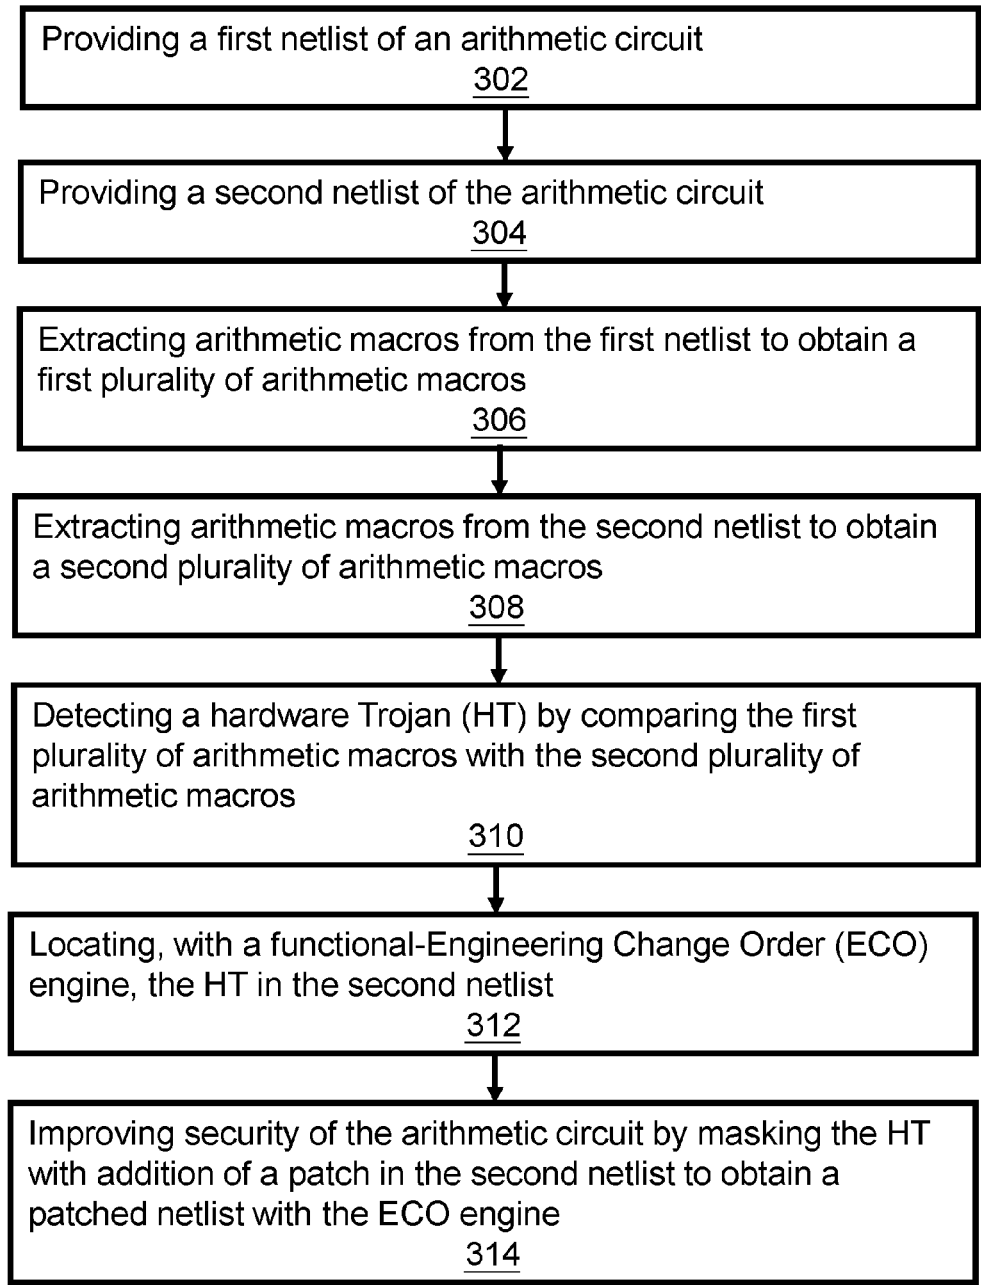 Providing a first netlist of an arithmetic circuit
302
Providing a second netlist of the arithmetic circuit
304
Extracting arithmetic macros from the first netlist to obtain a
first plurality of arithmetic macros
306
Extracting arithmetic macros from the second netlist to obtain
a second plurality of arithmetic macros
308
Detecting a hardware Trojan (HT) by comparing the first
plurality of arithmetic macros with the second plurality of
arithmetic macros
310
Locating, with a functional-Engineering Change Order (ECO)
engine, the HT in the second netlist
312
Improving security of the arithmetic circuit by masking the HT
with addition of a patch in the second netlist to obtain a
patched netlist with the ECO engine
314